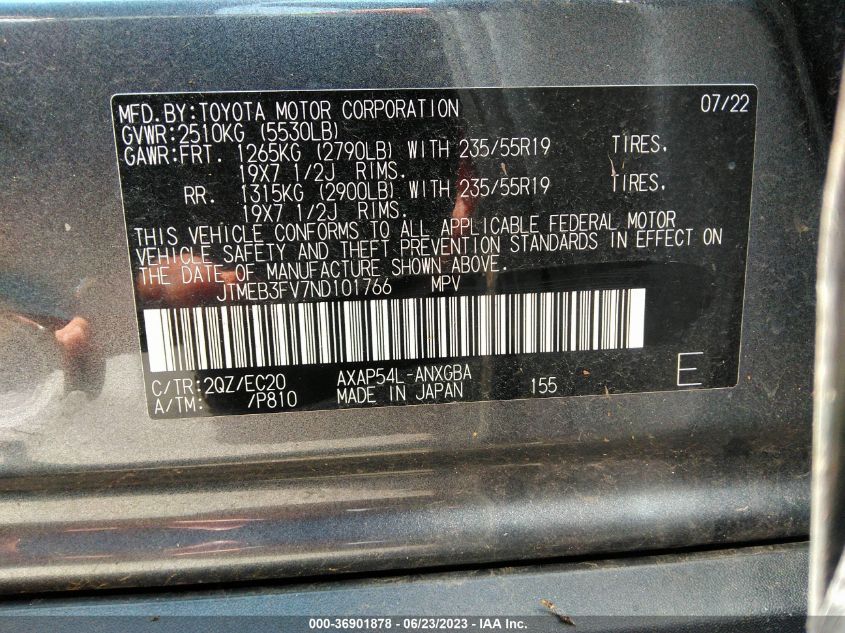 MFD.BY:TOYOTA MOTOR CORPORATION 07/22
GVWR:2510KG (5530LB)
GAWR:FRT. 1265KG (2790LB) WITH 235/55R19 TIRES.
19X7 1/2J RIMS.
RR. 1315KG (2900LB) WITH 235/55R19 TIRES.
19X7 1/2J RIMS.
THIS VEHICLE CONFORMS TO ALL APPLICABLE FEDERAL MOTOR
VEHICLE SAFETY AND THEFT PREVENTION STANDARDS IN EFFECT ON
THE DATE OF MANUFACTURE SHOWN ABOVE.
JTMEB3FV7ND101766 MPV
C/TR:2QZ/EC20 AXAP54L-ANXGBA 155 E
A/TM: /P810 MADE IN JAPAN
000-36901878 - 06/23/2023 - IAA Inc.